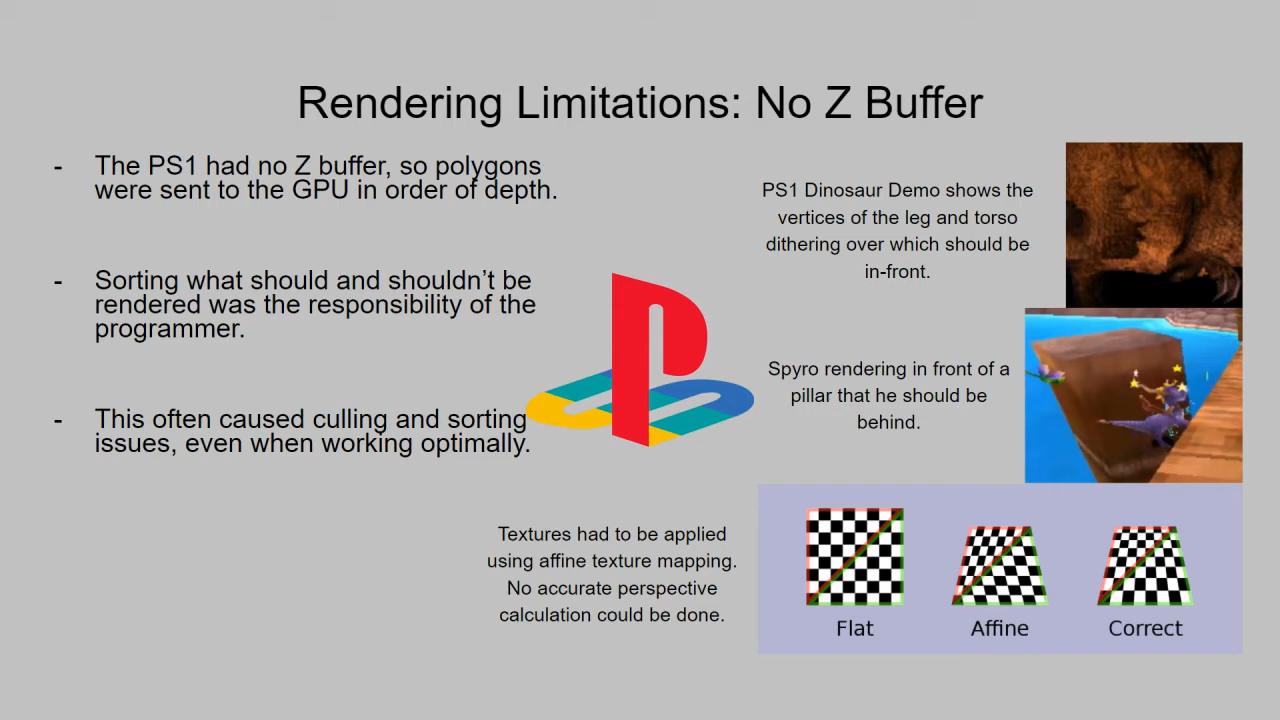 Rendering Limitations: No Z Buffer
- The PS1 had no Z buffer, so polygons
were sent to the GPU in order of depth.
- Sorting what should and shouldn’t be
rendered was the responsibility of the
programmer.
- This often caused culling and sorting
issues, even when working optimally.
PS1 Dinosaur Demo shows the
vertices of the leg and torso
dithering over which should be
in-front.
Spyro rendering in front of a
pillar that he should be
behind.
Textures had to be applied
using affine texture mapping.
No accurate perspective
calculation could be done.
Flat
Affine
Correct